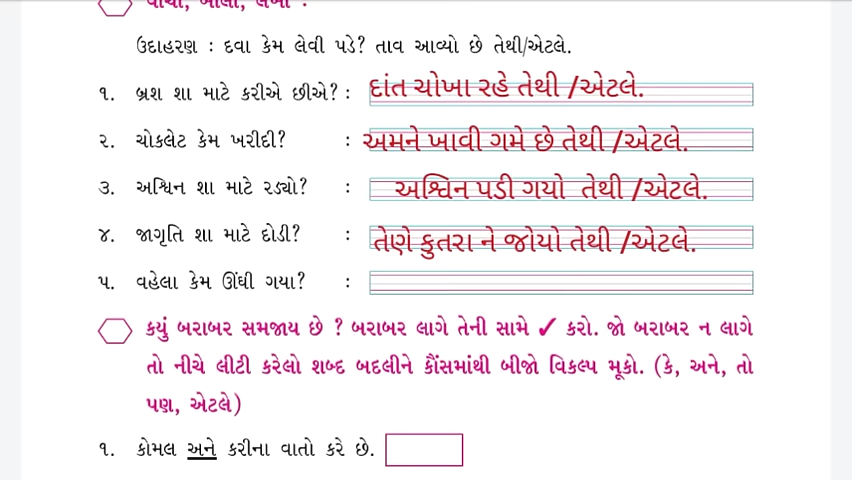 વાંચો, બોલો, લખો :
ઉદાહરણ : દવા કેમ લેવી પડે? તાવ આવ્યો છે તેથી/એટલે.
૧. બ્રશ શા માટે કરીએ છીએ? : દાંત ચોખા રહે તેથી /એટલે.
૨. ચોકલેટ કેમ ખરીદી? : અમને ખાવી ગમે છે તેથી /એટલે.
૩. અશ્વિન શા માટે રડ્યો? : અશ્વિન પડી ગયો તેથી /એટલે.
૪. જાગૃતિ શા માટે દોડી? : તેણે કુતરા ને જોયો તેથી /એટલે.
૫. વહેલા કેમ ઊંઘી ગયા? :
કયું બરાબર સમજાય છે ? બરાબર લાગે તેની સામે ✓ કરો. જો બરાબર ન લાગે
તો નીચે લીટી કરેલો શબ્દ બદલીને કૌંસમાંથી બીજો વિકલ્પ મૂકો. (કે, અને, તો
પણ, એટલે)
૧. કોમલ અને કરીના વાતો કરે છે.